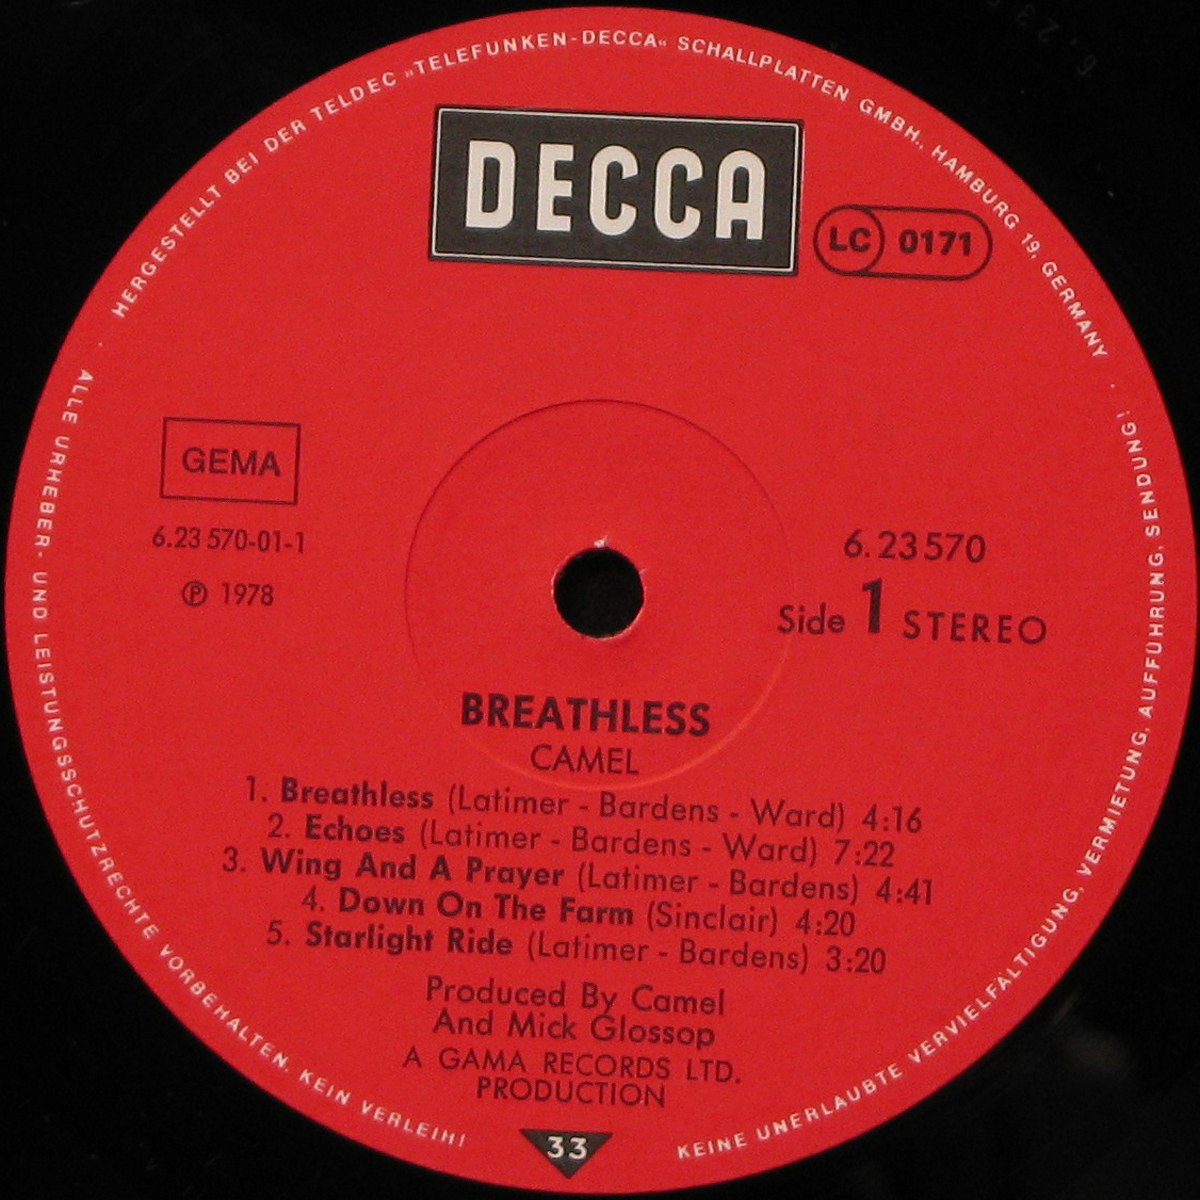 HERGESTELLT BEI DER TELDEC »TELEFUNKEN-DECCA« SCHALLPLATTEN GMBH., HAMBURG 19, GERMANY ·
DECCA
LC 0171
GEMA
6.23 570-01-1
Ⓟ 1978
6.23570
Side 1 STEREO
BREATHLESS
CAMEL
1. Breathless (Latimer - Bardens - Ward) 4:16
2. Echoes (Latimer - Bardens - Ward) 7:22
3. Wing And A Prayer (Latimer - Bardens) 4:41
4. Down On The Farm (Sinclair) 4:20
5. Starlight Ride (Latimer - Bardens) 3:20
Produced By Camel
And Mick Glossop
A GAMA RECORDS LTD.
PRODUCTION
33
· ALLE URHEBER- UND LEISTUNGSSCHUTZRECHTE VORBEHALTEN. KEIN VERLEIH!
KEINE UNERLAUBTE VERVIELFÄLTIGUNG, VERMIETUNG, AUFFÜHRUNG, SENDUNG!